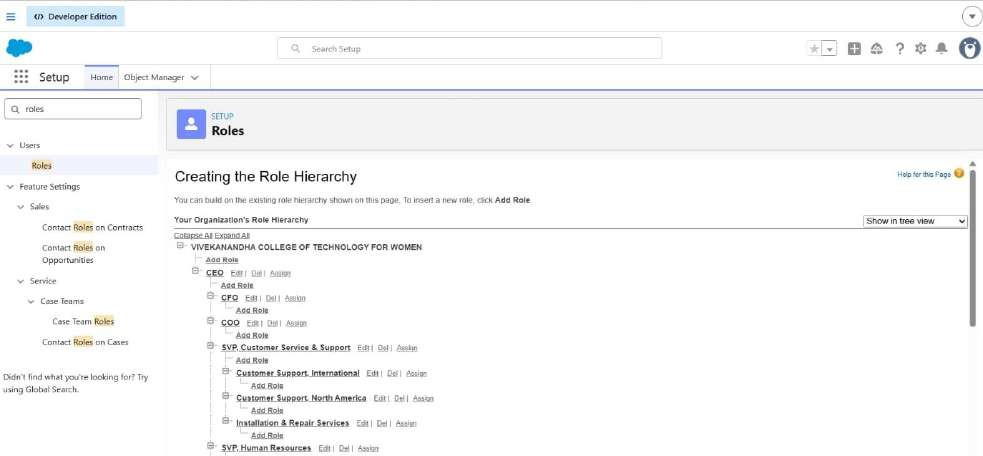 Developer Edition
Search Setup
Setup Home Object Manager
roles
Users
Roles
Feature Settings
Sales
Contact Roles on Contracts
Contact Roles on
Opportunities
Service
Case Teams
Case Team Roles
Contact Roles on Cases
Didn't find what you're looking for? Try
using Global Search.
SETUP
Roles
Creating the Role Hierarchy
Help for this Page
You can build on the existing role hierarchy shown on this page. To insert a new role, click Add Role.
Your Organization's Role Hierarchy
Show in tree view
Collapse All Expand All
VIVEKANANDHA COLLEGE OF TECHNOLOGY FOR WOMEN
Add Role
CEO Edit | Del | Assign
Add Role
CFO Edit | Del | Assign
Add Role
COO Edit | Del | Assign
Add Role
SVP, Customer Service & Support Edit | Del | Assign
Add Role
Customer Support, International Edit | Del | Assign
Add Role
Customer Support, North America Edit | Del | Assign
Add Role
Installation & Repair Services Edit | Del | Assign
Add Role
SVP, Human Resources Edit | Del | Assign